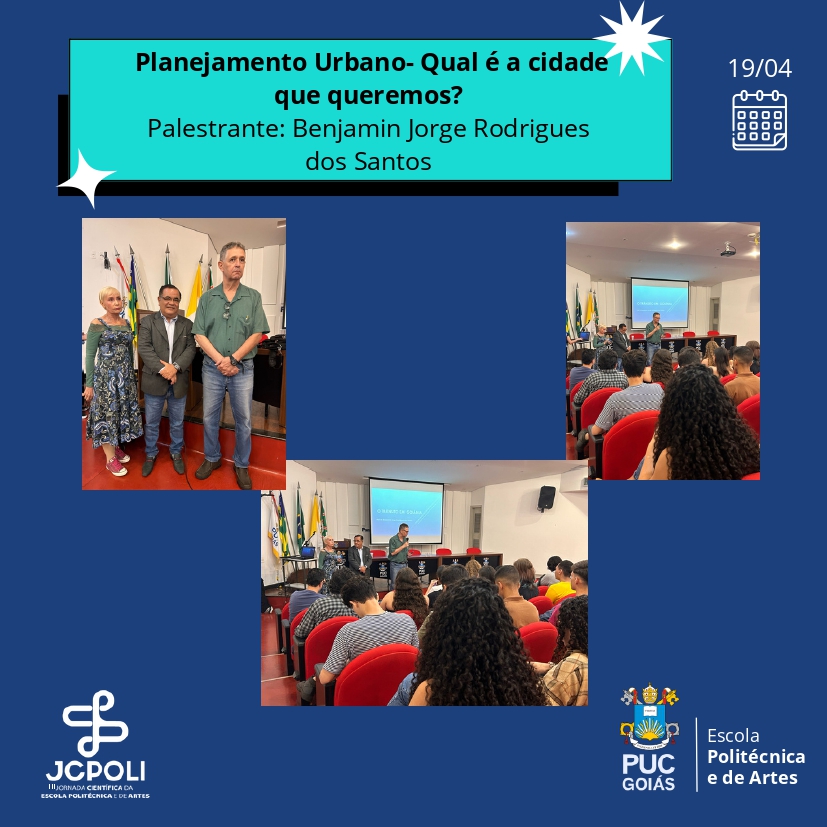 Planejamento Urbano- Qual é a cidade
que queremos?
Palestrante: Benjamin Jorge Rodrigues
dos Santos
19/04
JCPOLI
III JORNADA CIENTÍFICA DA
ESCOLA POLITÉCNICA E DE ARTES
PUC
GOIÁS
Escola
Politécnica
e de Artes